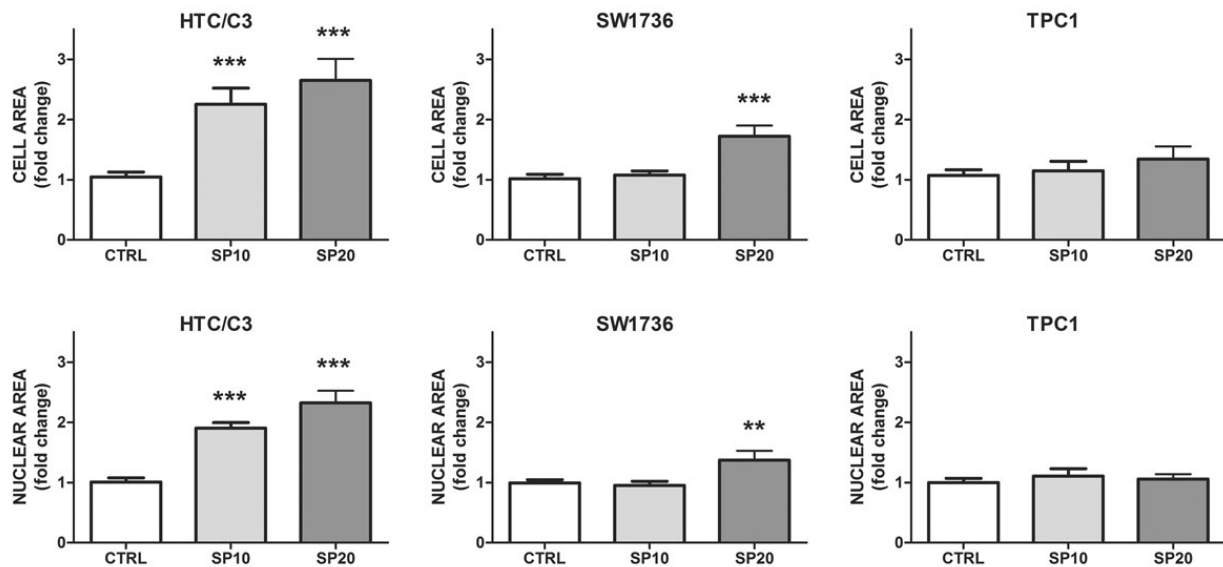 HTC/C3
CELL AREA
(fold change)
3
2
1
0
***
***
CTRL SP10 SP20
SW1736
CELL AREA
(fold change)
3
2
1
0
***
CTRL SP10 SP20
TPC1
CELL AREA
(fold change)
3
2
1
0
CTRL SP10 SP20
HTC/C3
NUCLEAR AREA
(fold change)
3
2
1
0
***
***
CTRL SP10 SP20
SW1736
NUCLEAR AREA
(fold change)
3
2
1
0
**
CTRL SP10 SP20
TPC1
NUCLEAR AREA
(fold change)
3
2
1
0
CTRL SP10 SP20